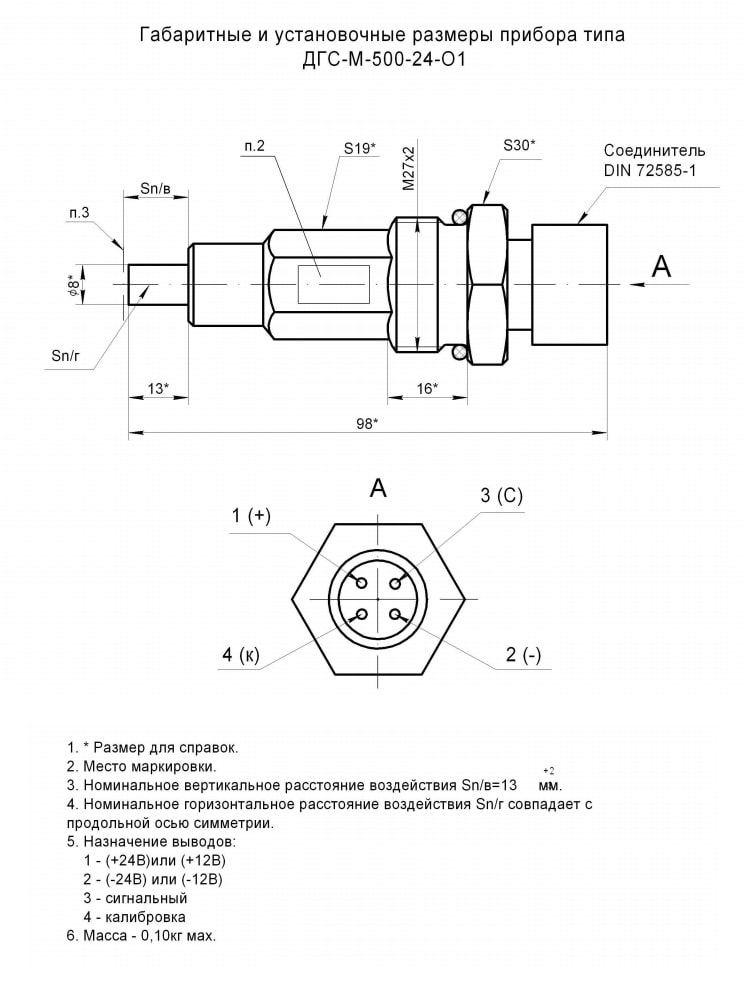 Габаритные и установочные размеры прибора типа
ДГС-М-500-24-О1
п.2
S19*
М27х2
S30*
Соединитель
DIN 72585-1
Sn/в
п.3
ϕ8*
А
Sn/г
13*
16*
98*
А
3 (С)
1 (+)
4 (к)
2 (-)
1. * Размер для справок.
2. Место маркировки.
3. Номинальное вертикальное расстояние воздействия Sn/в=13 +2 мм.
4. Номинальное горизонтальное расстояние воздействия Sn/г совпадает с
продольной осью симметрии.
5. Назначение выводов:
1 - (+24В)или (+12В)
2 - (-24В) или (-12В)
3 - сигнальный
4 - калибровка
6. Масса - 0,10кг мах.